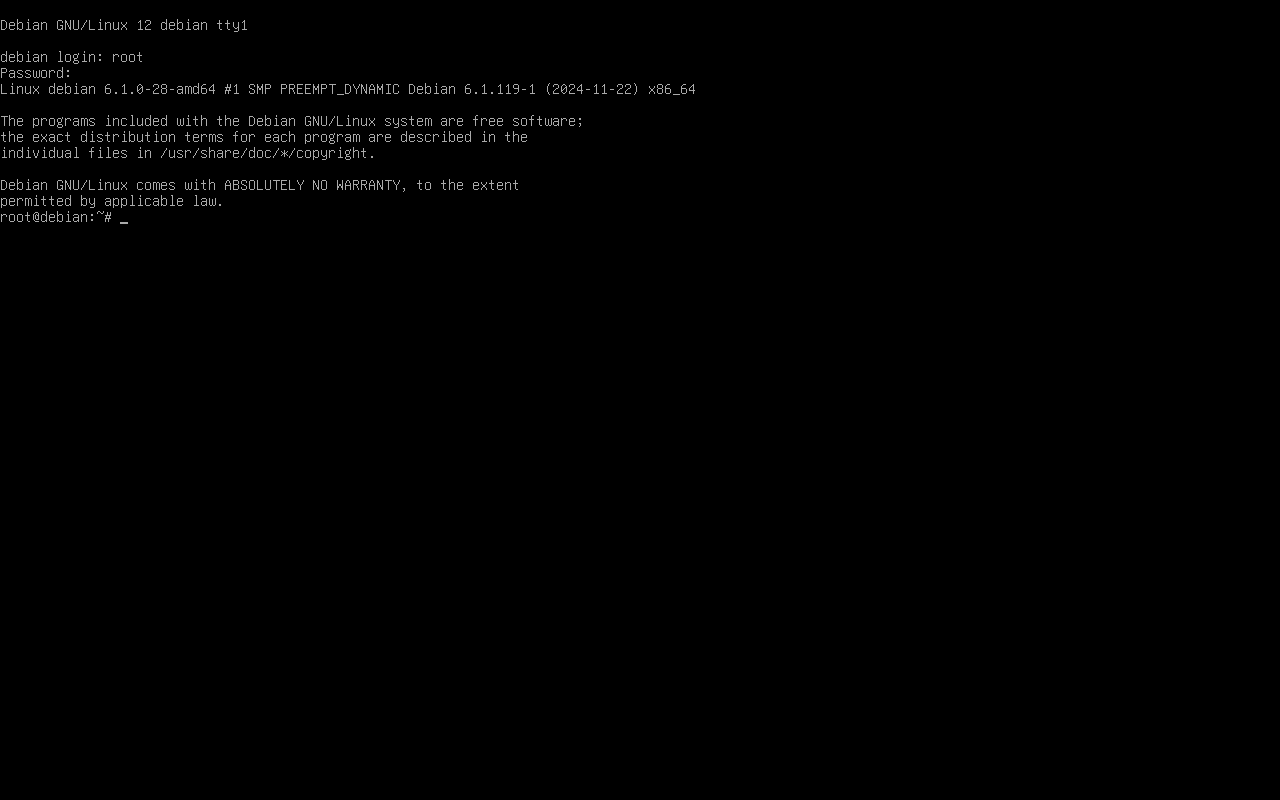 Debian GNU/Linux 12 debian tty1
debian login: root
Password:
Linux debian 6.1.0-28-amd64 #1 SMP PREEMPT_DYNAMIC Debian 6.1.119-1 (2024-11-22) x86_64
The programs included with the Debian GNU/Linux system are free software;
the exact distribution terms for each program are described in the
individual files in /usr/share/doc/*/copyright.
Debian GNU/Linux comes with ABSOLUTELY NO WARRANTY, to the extent
permitted by applicable law.
root@debian:~# _